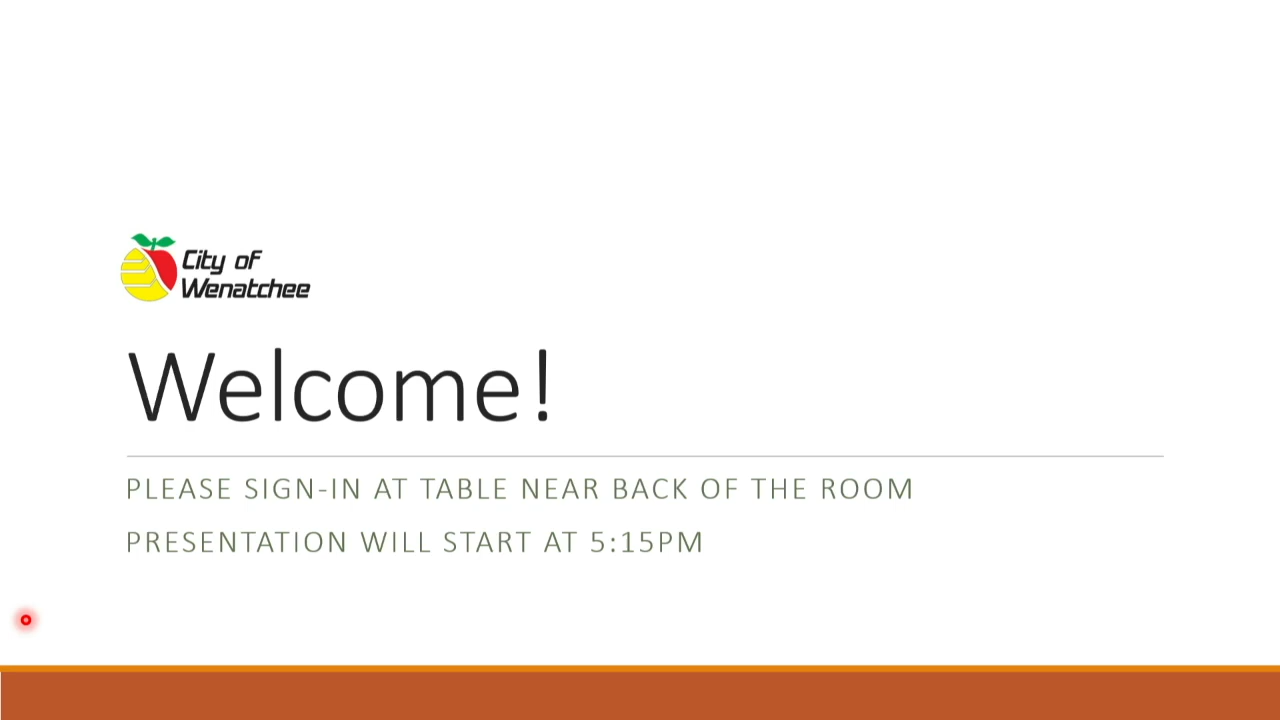 City of
Wenatchee
Welcome!
PLEASE SIGN-IN AT TABLE NEAR BACK OF THE ROOM
PRESENTATION WILL START AT 5:15PM